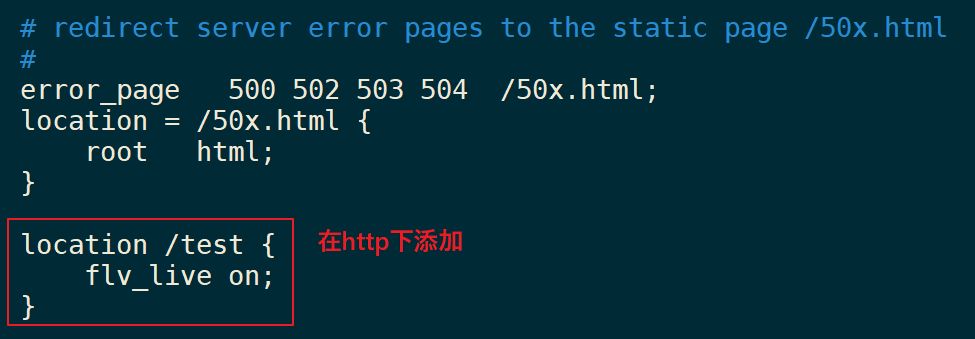 # redirect server error pages to the static page /50x.html
#
error_page   500 502 503 504  /50x.html;
location = /50x.html {
    root   html;
}
location /test {
    flv_live on;
}
在http下添加